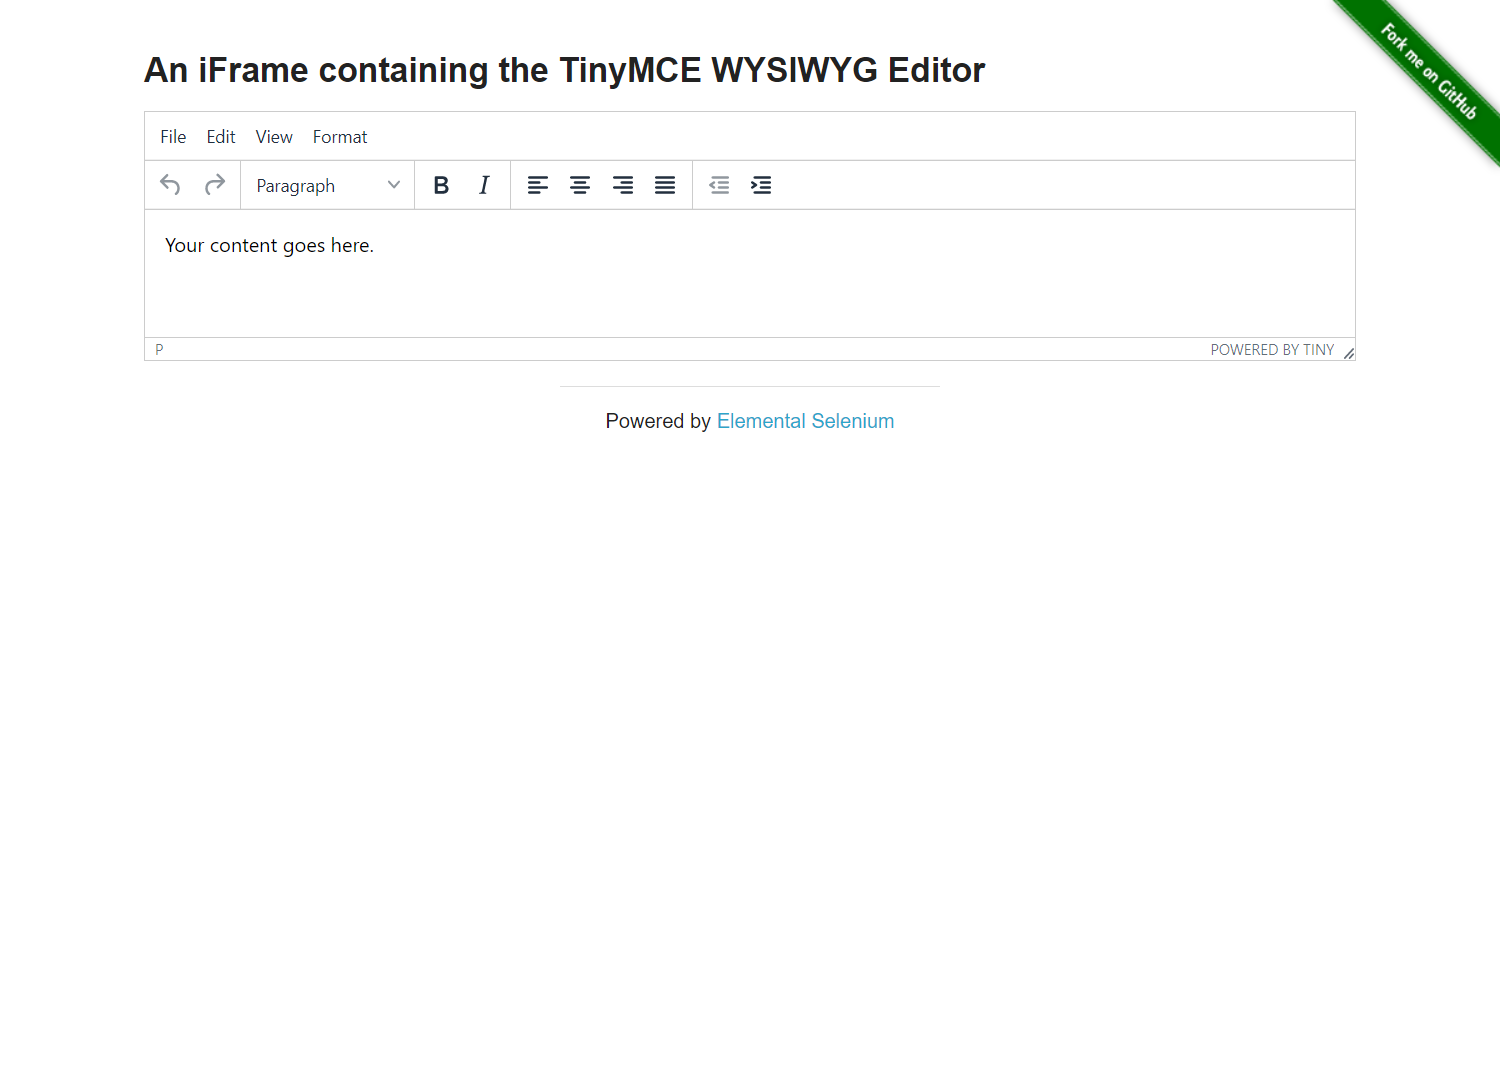 Fork me on GitHub
An iFrame containing the TinyMCE WYSIWYG Editor
File Edit View Format
Paragraph B I
Your content goes here.
P POWERED BY TINY
Powered by Elemental Selenium